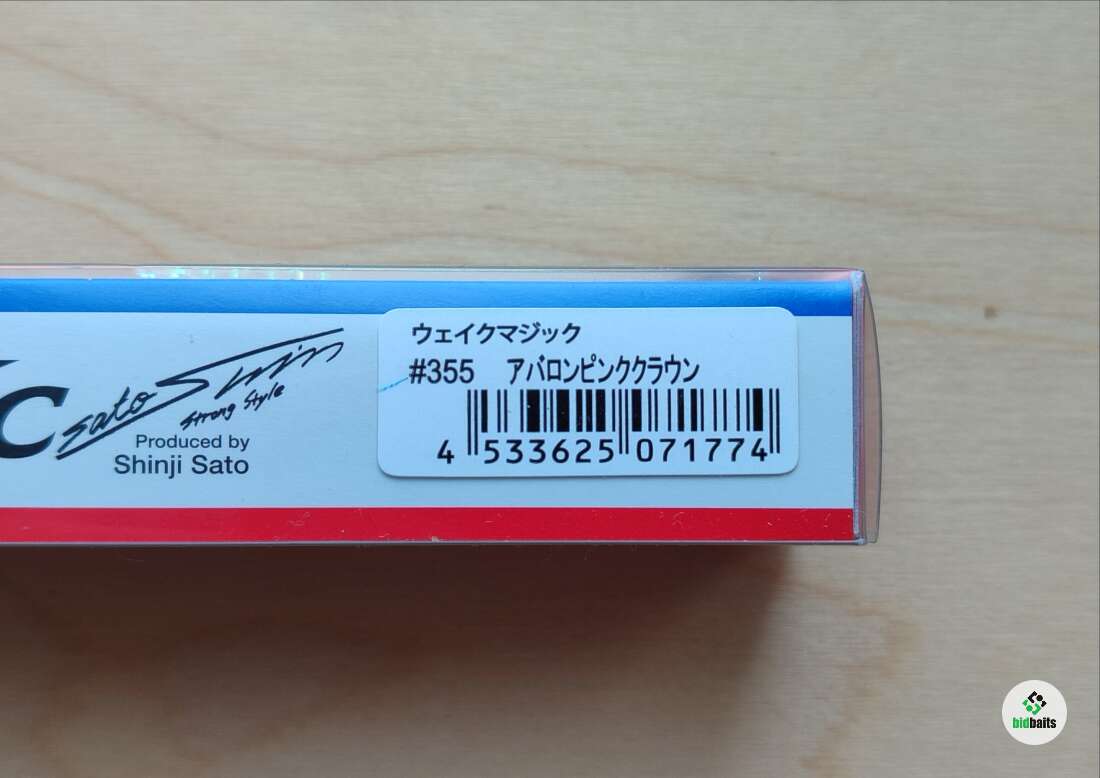 ウェイクマジック
#355 アバロンピンククラウン
4 533625 071774
C
Sato Shin
Strong Style
Produced by
Shinji Sato
bidbaits